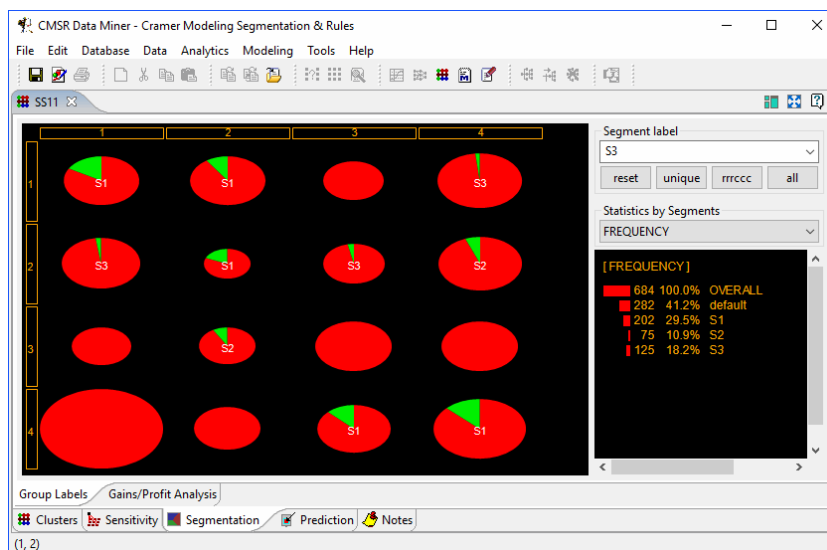 CMSR Data Miner - Cramer Modeling Segmentation & Rules
File Edit Database Data Analytics Modeling Tools Help
SS11
1 2 3 4
1 S1 S1 S3
2 S3 S1 S3 S2
3 S2
4 S1 S1
Segment label
S3
reset unique rrrccc all
Statistics by Segments
FREQUENCY
[ FREQUENCY ]
684 100.0% OVERALL
282 41.2% default
202 29.5% S1
75 10.9% S2
125 18.2% S3
Group Labels Gains/Profit Analysis
Clusters Sensitivity Segmentation Prediction Notes
(1, 2)